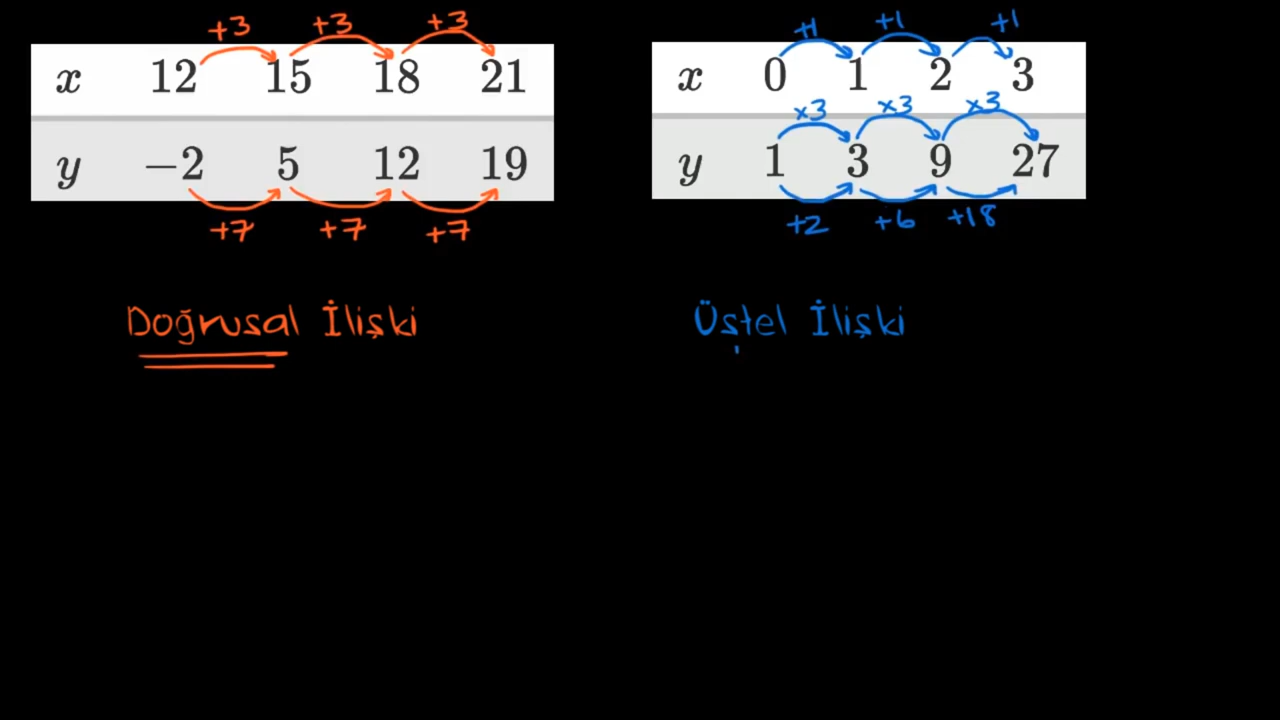 +3 +3 +3
x 12 15 18 21
y −2 5 12 19
+7 +7 +7
Doğrusal İlişki
+1 +1 +1
x 0 1 2 3
×3 ×3 ×3
y 1 3 9 27
+2 +6 +18
Üstel İlişki